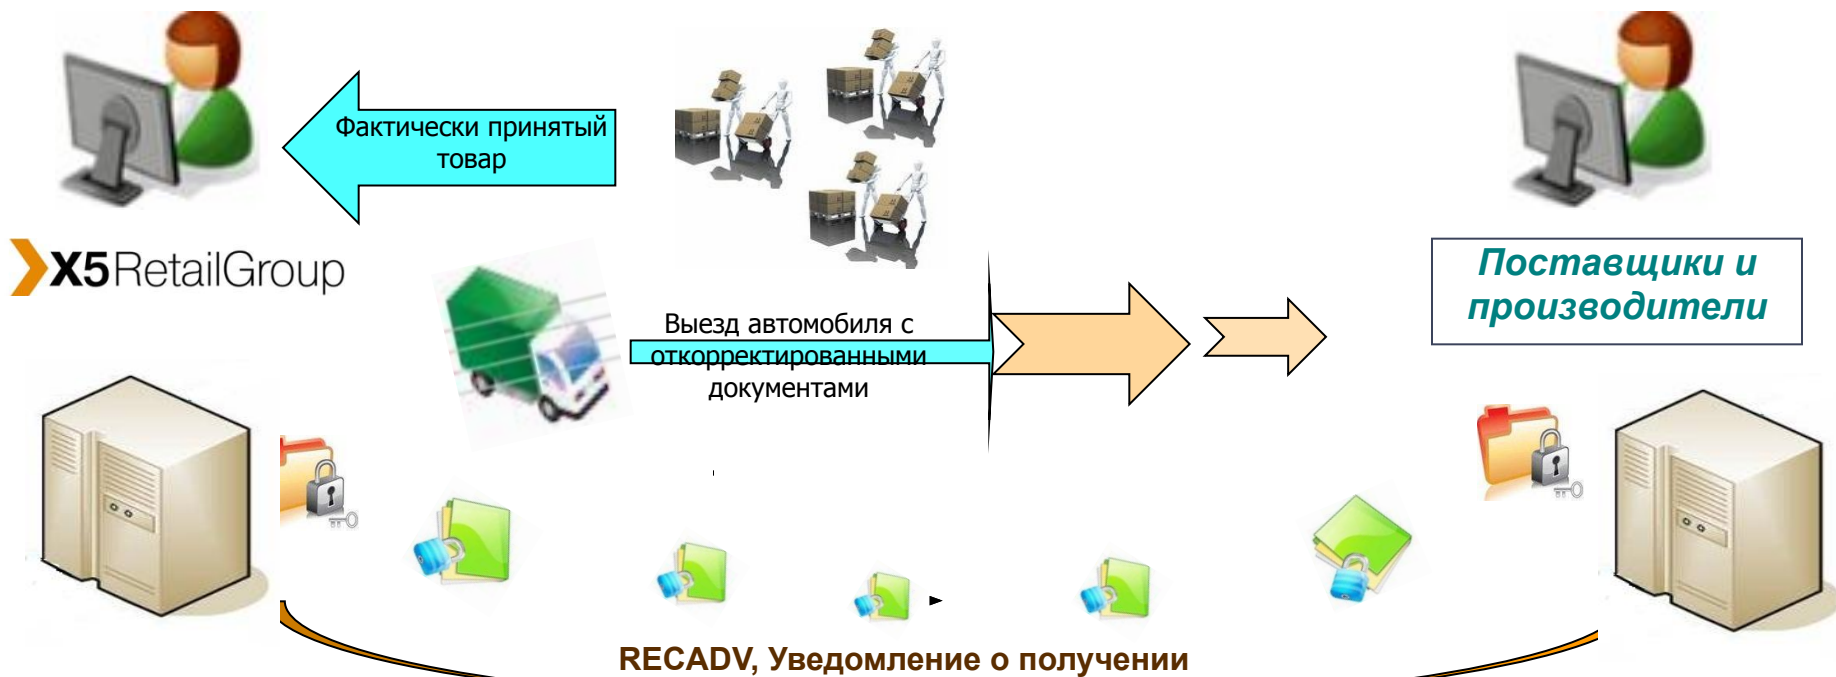 Фактически принятый
товар
X5RetailGroup
Поставщики и
производители
Выезд автомобиля с
откорректированными
документами
RECADV, Уведомление о получении